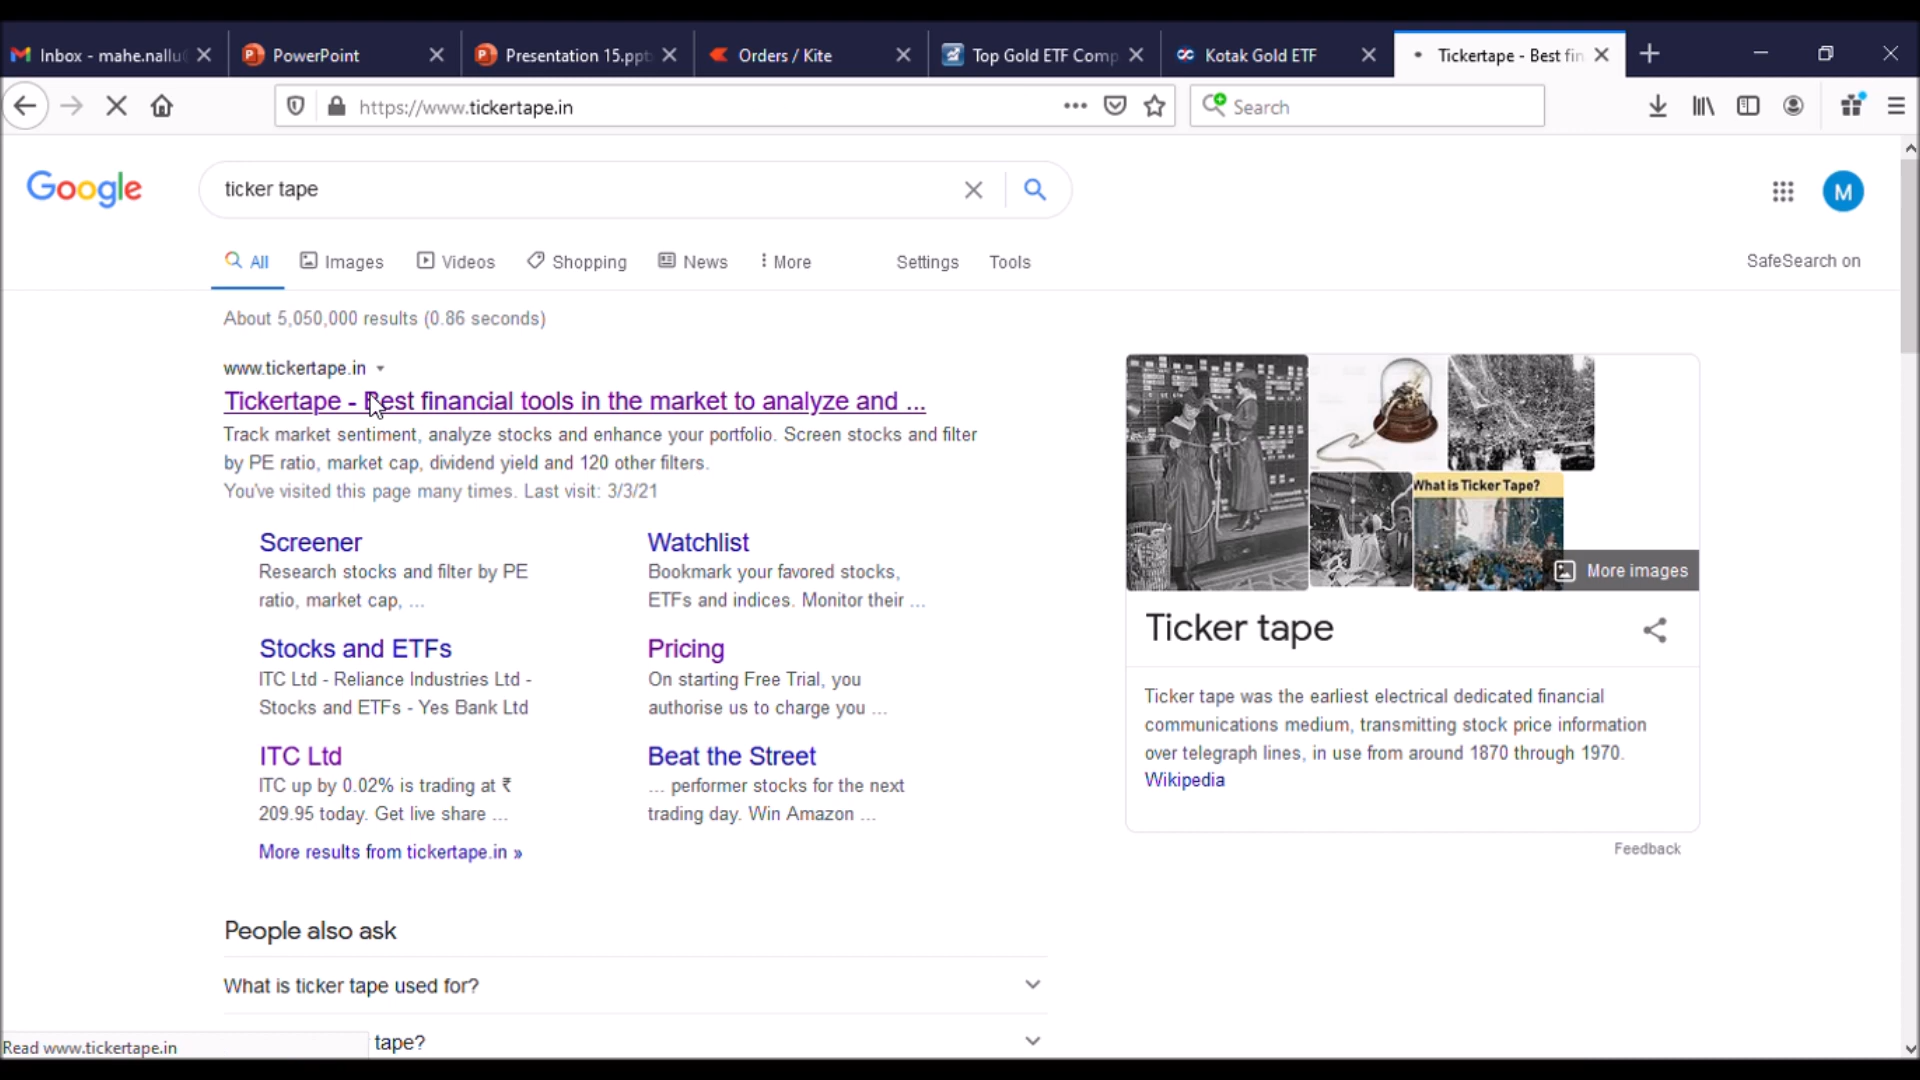 Inbox - mahe.nallu
PowerPoint
Presentation 15.ppt
Orders / Kite
Top Gold ETF Comp
Kotak Gold ETF
Tickertape - Best fin
https://www.tickertape.in
Search
Google
ticker tape
M
All
Images
Videos
Shopping
News
More
Settings
Tools
SafeSearch on
About 5,050,000 results (0.86 seconds)
www.tickertape.in
Tickertape - Best financial tools in the market to analyze and ...
Track market sentiment, analyze stocks and enhance your portfolio. Screen stocks and filter
by PE ratio, market cap, dividend yield and 120 other filters.
You've visited this page many times. Last visit: 3/3/21
Screener
Research stocks and filter by PE
ratio, market cap, ...
Watchlist
Bookmark your favored stocks,
ETFs and indices. Monitor their ...
Stocks and ETFs
ITC Ltd - Reliance Industries Ltd -
Stocks and ETFs - Yes Bank Ltd
Pricing
On starting Free Trial, you
authorise us to charge you ...
ITC Ltd
ITC up by 0.02% is trading at ₹
209.95 today. Get live share ...
Beat the Street
... performer stocks for the next
trading day. Win Amazon ...
More results from tickertape.in »
What is Ticker Tape?
More images
Ticker tape
Ticker tape was the earliest electrical dedicated financial
communications medium, transmitting stock price information
over telegraph lines, in use from around 1870 through 1970.
Wikipedia
Feedback
People also ask
What is ticker tape used for?
tape?
Read www.tickertape.in